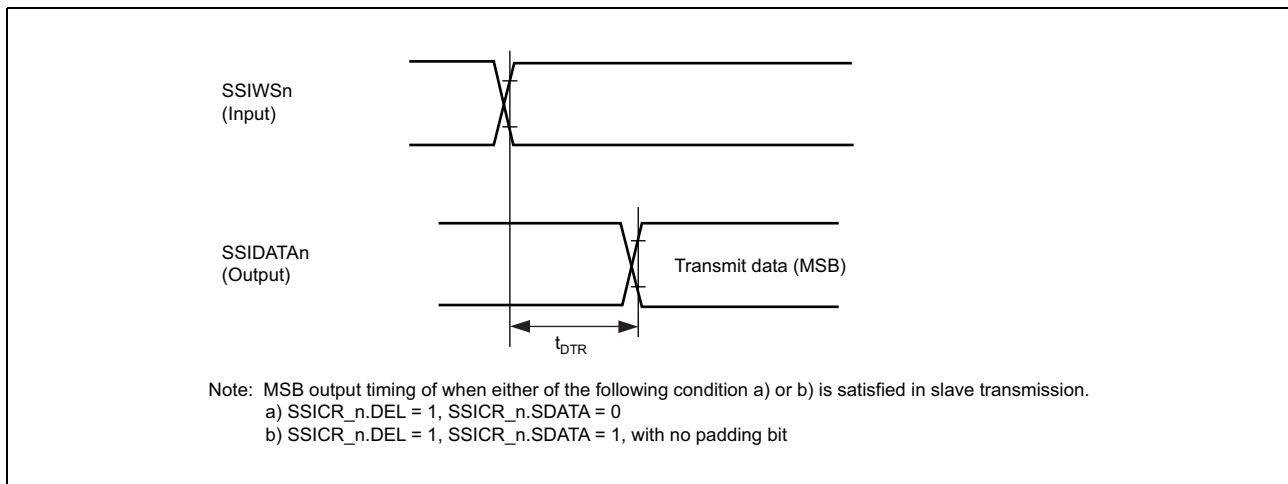 SSIWSn
(Input)
SSIDATAn
(Output)
Transmit data (MSB)
tDTR
Note: MSB output timing of when either of the following condition a) or b) is satisfied in slave transmission.
a) SSICR_n.DEL = 1, SSICR_n.SDATA = 0
b) SSICR_n.DEL = 1, SSICR_n.SDATA = 1, with no padding bit